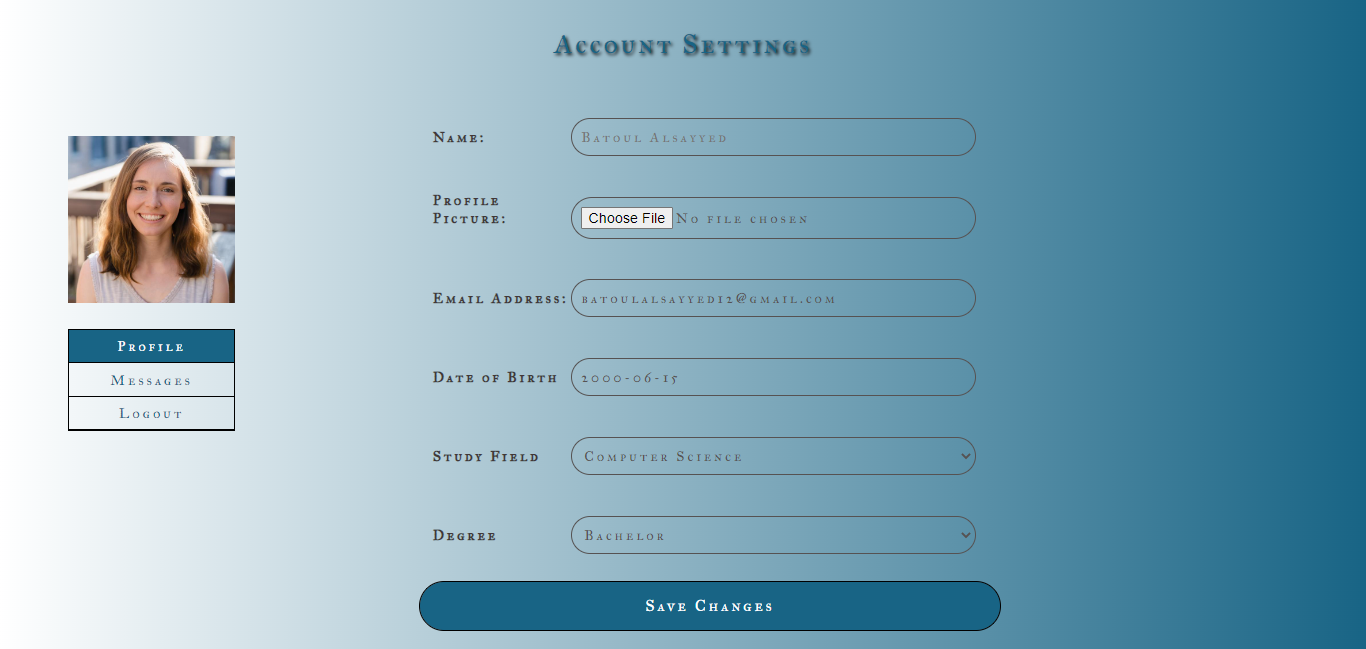 Account Settings
Name: Batoul Alsayyed
Profile
Picture:
Choose File No file chosen
Email Address: batoulalsayyed12@gmail.com
Date of Birth 2000-06-15
Study Field Computer Science
Degree Bachelor
Save Changes
Profile
Messages
Logout